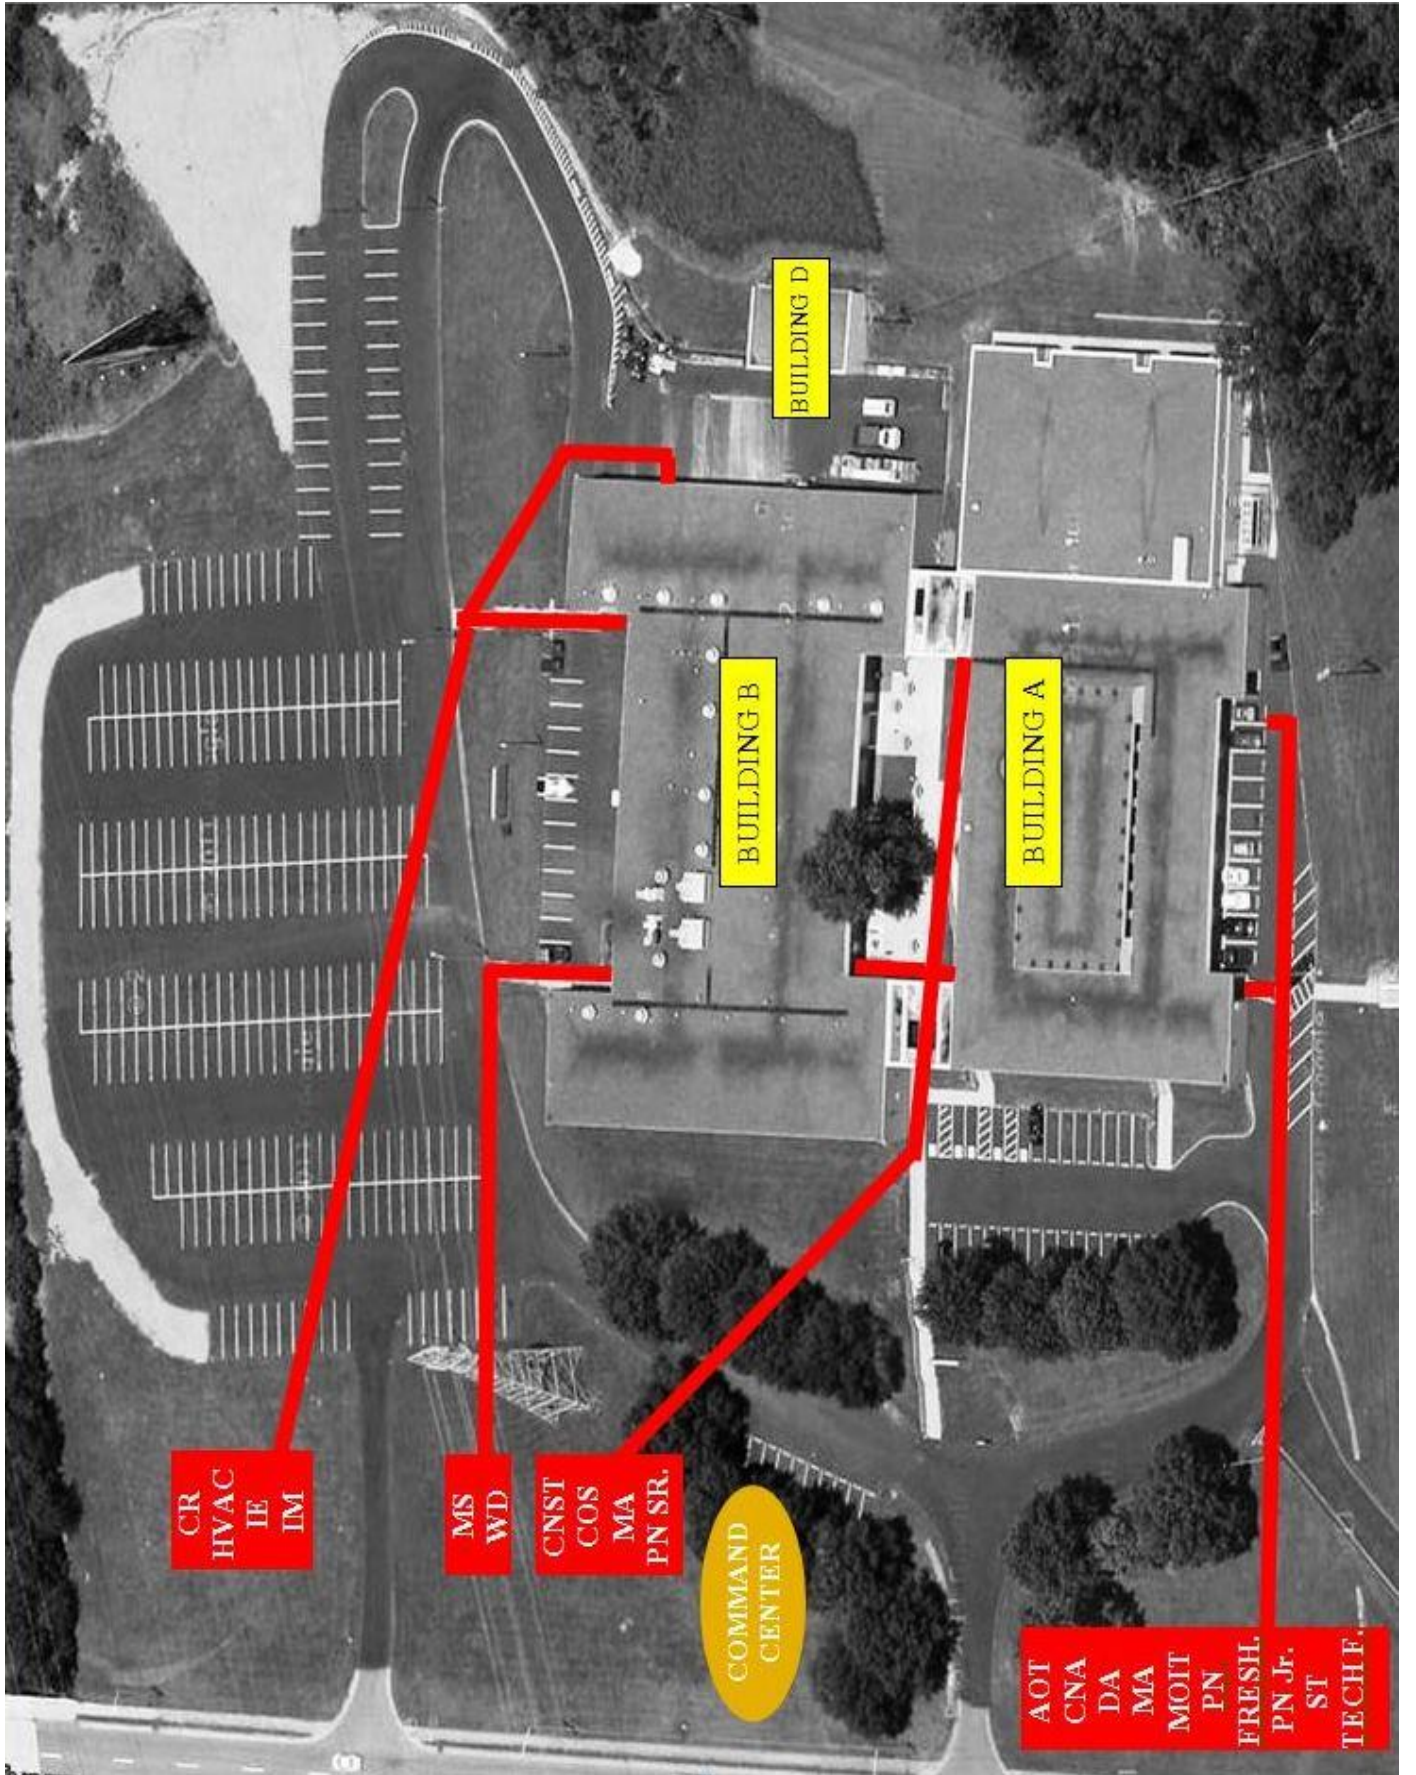 BUILDING D
BUILDING B
BUILDING A
CR
HVAC
IE
IM
MS
WD
CNST
COS
MA
PN SR.
COMMAND
CENTER
AOT
CNA
DA
MA
MOIT
PN
FRESH.
PN Jr.
ST
TECH F.